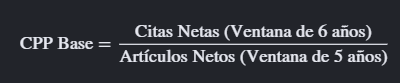 CPP Base = Citas Netas (Ventana de 6 años)
Artículos Netos (Ventana de 5 años)